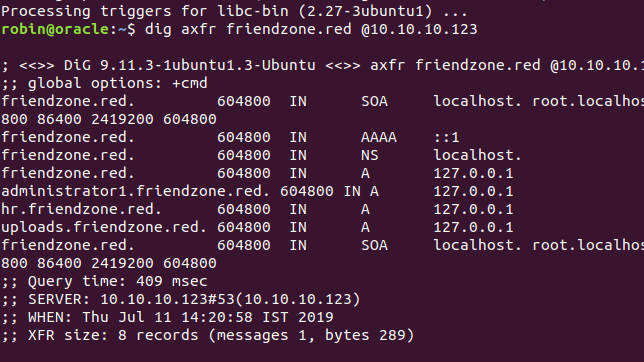 Processing triggers for libc-bin (2.27-3ubuntu1) ...
robin@oracle:~$ dig axfr friendzone.red @10.10.10.123

; <<>> DiG 9.11.3-1ubuntu1.3-Ubuntu <<>> axfr friendzone.red @10.10.10.1
;; global options: +cmd
friendzone.red.         604800  IN      SOA     localhost. root.localhos
800 86400 2419200 604800
friendzone.red.         604800  IN      AAAA    ::1
friendzone.red.         604800  IN      NS      localhost.
friendzone.red.         604800  IN      A       127.0.0.1
administrator1.friendzone.red. 604800 IN A      127.0.0.1
hr.friendzone.red.      604800  IN      A       127.0.0.1
uploads.friendzone.red. 604800  IN      A       127.0.0.1
friendzone.red.         604800  IN      SOA     localhost. root.localhos
800 86400 2419200 604800
;; Query time: 409 msec
;; SERVER: 10.10.10.123#53(10.10.10.123)
;; WHEN: Thu Jul 11 14:20:58 IST 2019
;; XFR size: 8 records (messages 1, bytes 289)